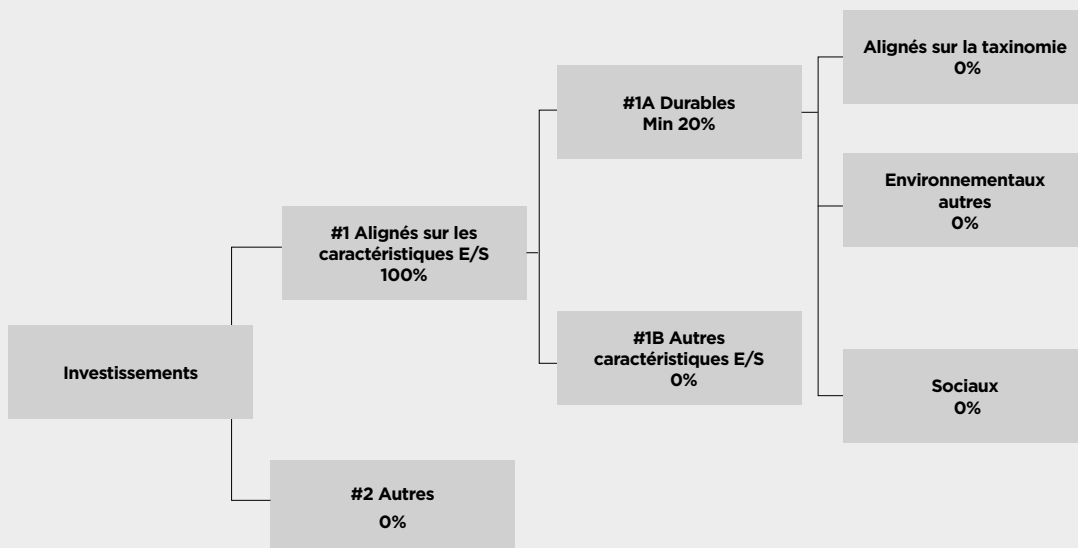 Investissements
#1 Alignés sur les
caractéristiques E/S
100%
#2 Autres
0%
#1A Durables
Min 20%
#1B Autres
caractéristiques E/S
0%
Alignés sur la taxinomie
0%
Environnementaux
autres
0%
Sociaux
0%